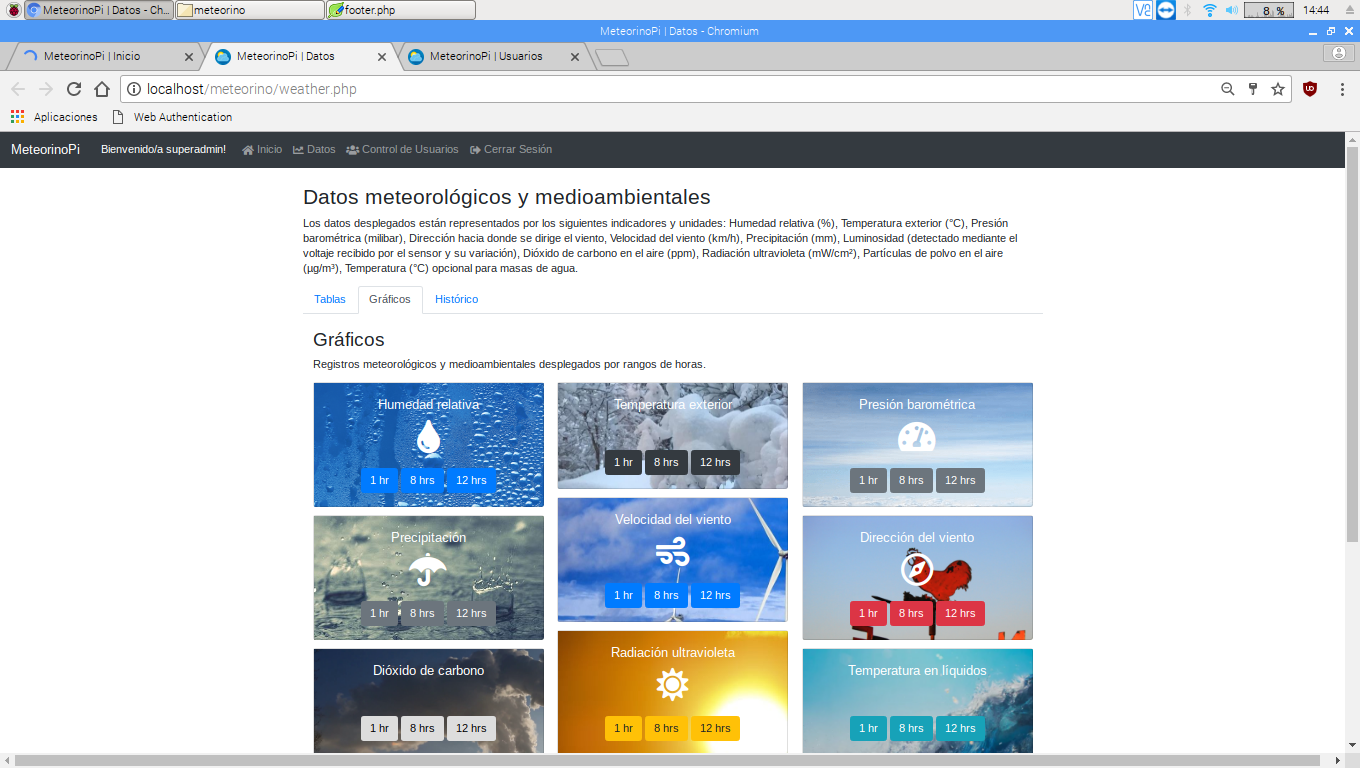 MeteorinoPi | Datos - Ch...
meteorino
footer.php
8 %
14:44
MeteorinoPi | Datos - Chromium
MeteorinoPi | Inicio
MeteorinoPi | Datos
MeteorinoPi | Usuarios
localhost/meteorino/weather.php
Aplicaciones
Web Authentication
MeteorinoPi
Bienvenido/a superadmin!
Inicio
Datos
Control de Usuarios
Cerrar Sesión
Datos meteorológicos y medioambientales
Los datos desplegados están representados por los siguientes indicadores y unidades: Humedad relativa (%), Temperatura exterior (°C), Presión
barométrica (milibar), Dirección hacia donde se dirige el viento, Velocidad del viento (km/h), Precipitación (mm), Luminosidad (detectado mediante el
voltaje recibido por el sensor y su variación), Dióxido de carbono en el aire (ppm), Radiación ultravioleta (mW/cm²), Partículas de polvo en el aire
(µg/m³), Temperatura (°C) opcional para masas de agua.
Tablas
Gráficos
Histórico
Gráficos
Registros meteorológicos y medioambientales desplegados por rangos de horas.
Humedad relativa
1 hr 8 hrs 12 hrs
Temperatura exterior
1 hr 8 hrs 12 hrs
Presión barométrica
1 hr 8 hrs 12 hrs
Precipitación
1 hr 8 hrs 12 hrs
Velocidad del viento
1 hr 8 hrs 12 hrs
Dirección del viento
1 hr 8 hrs 12 hrs
Dióxido de carbono
1 hr 8 hrs 12 hrs
Radiación ultravioleta
1 hr 8 hrs 12 hrs
Temperatura en líquidos
1 hr 8 hrs 12 hrs